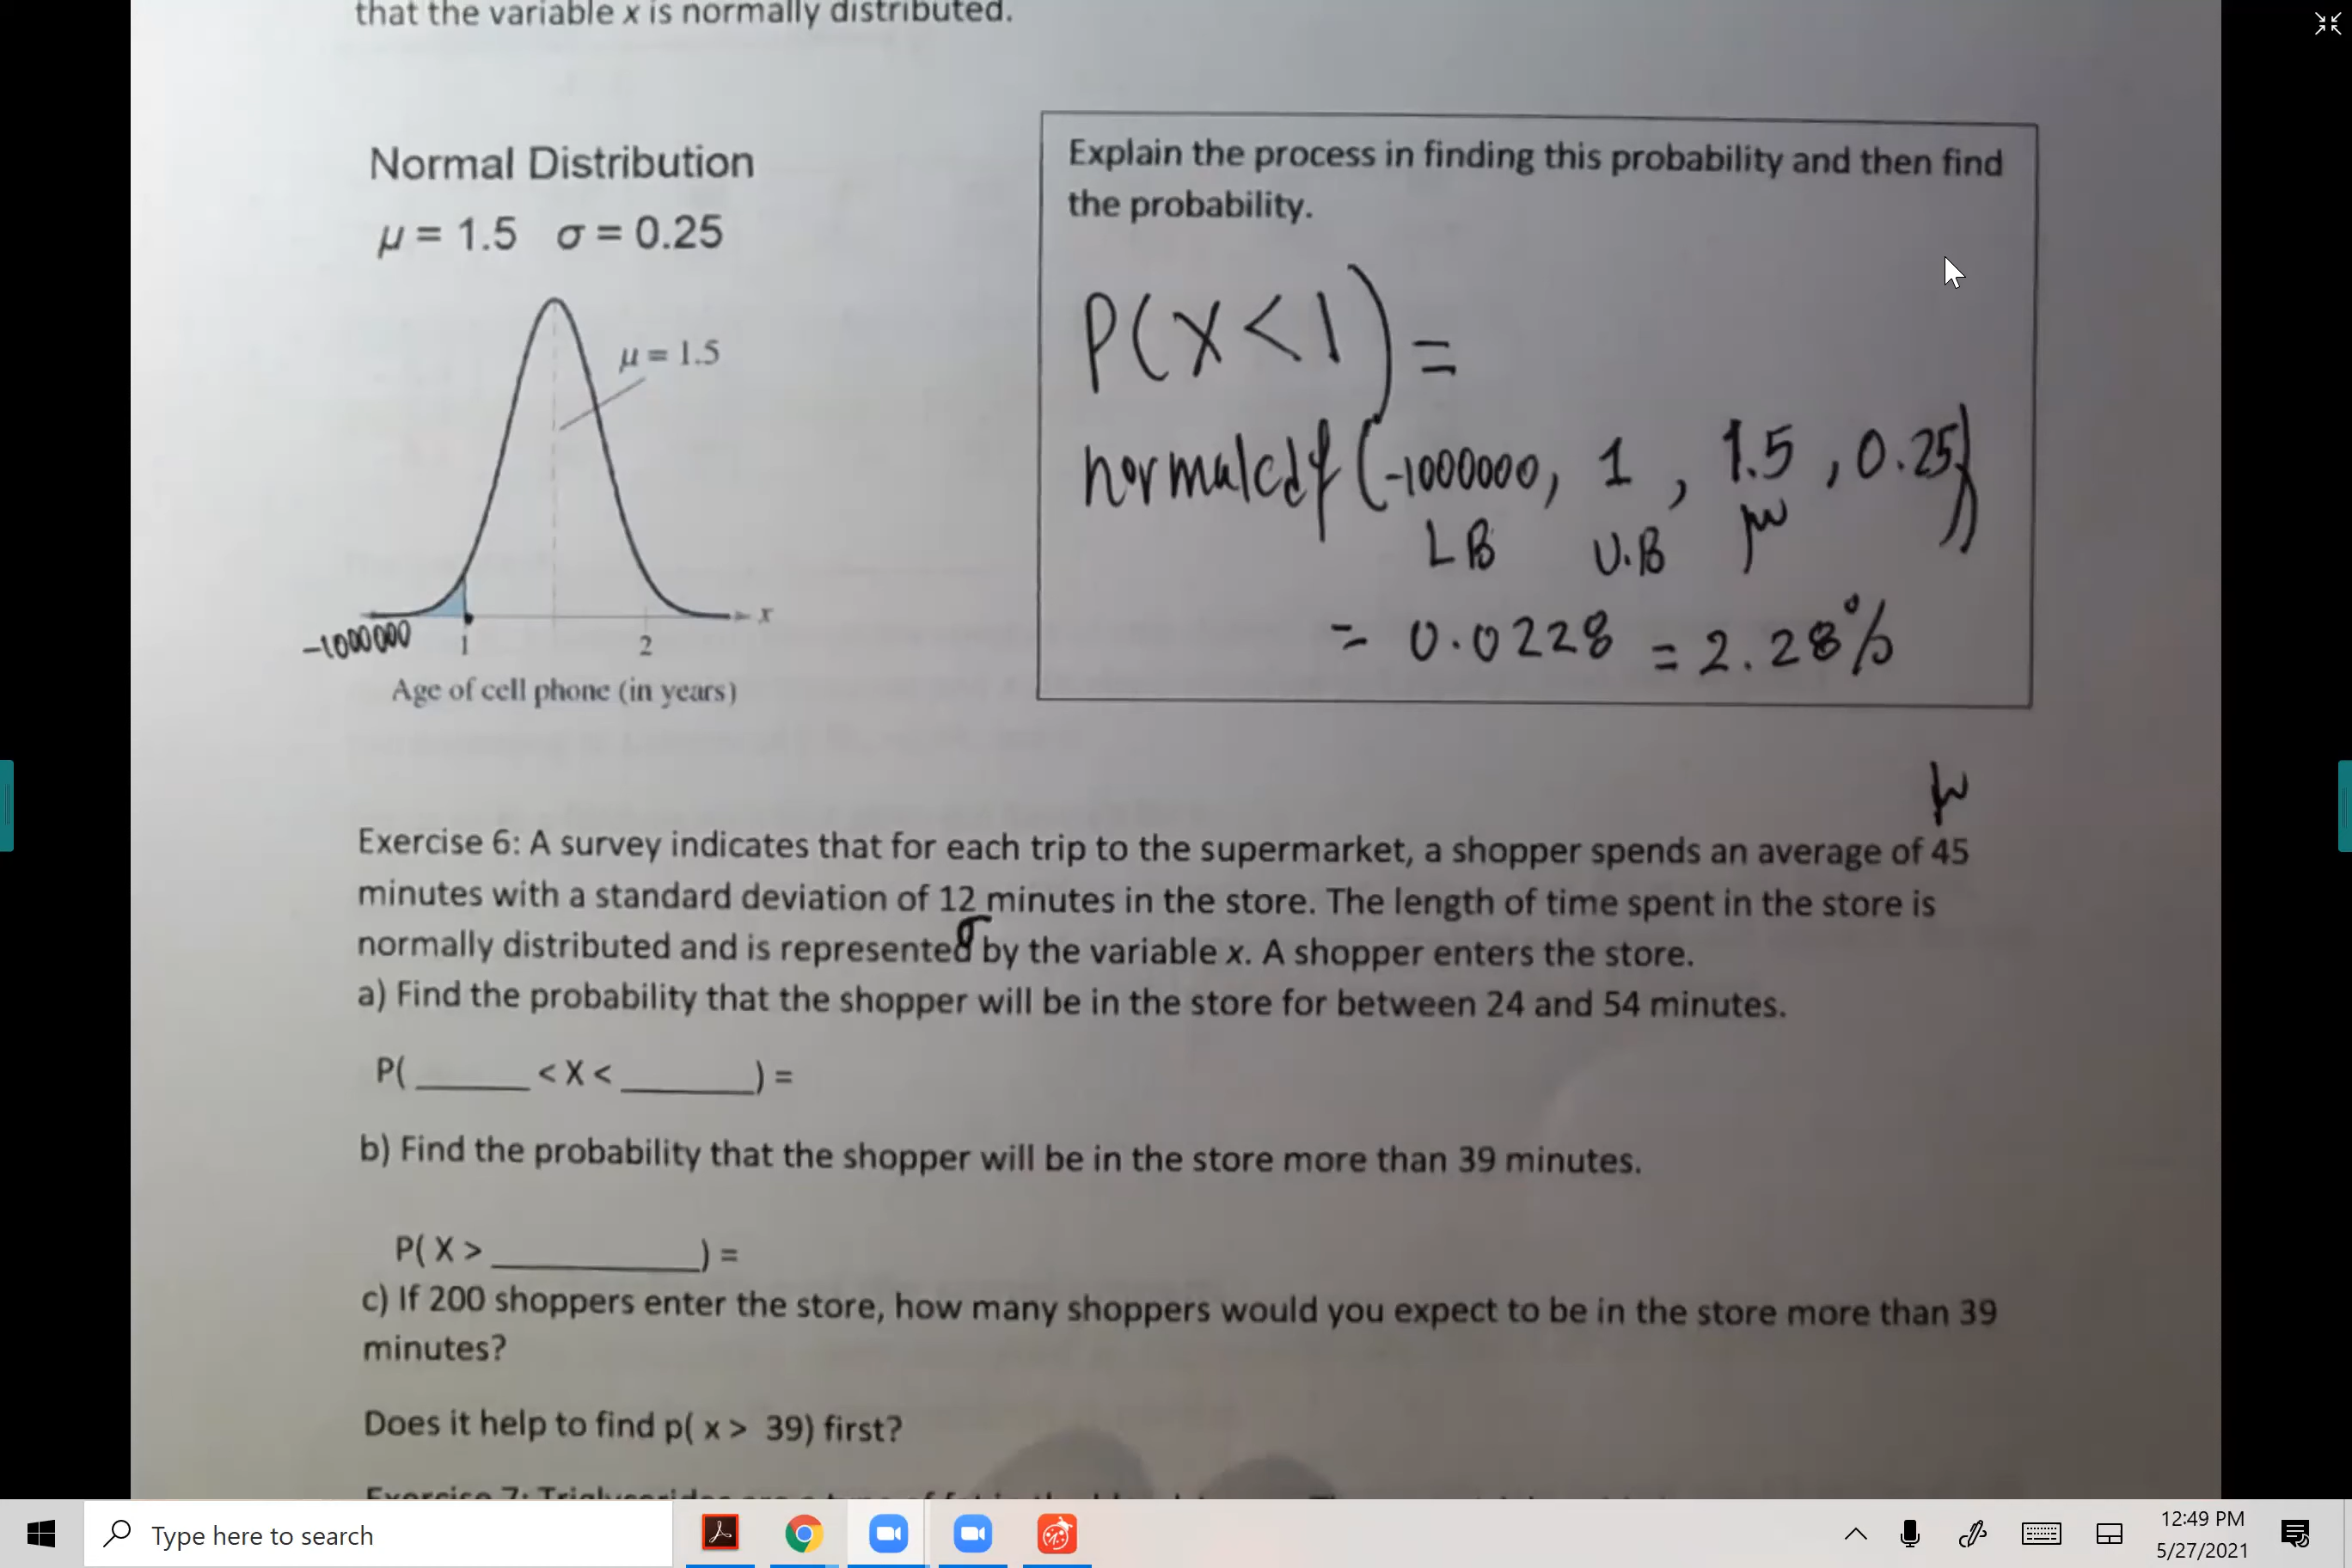 that the variable x is normally distributed.
Normal Distribution
μ = 1.5 σ = 0.25
μ = 1.5
x
-1000000 1 2
Age of cell phone (in years)
Explain the process in finding this probability and then find
the probability.
P(X<1) =
normalcdf(-1000000, 1, 1.5, 0.25)
LB U.B μ
= 0.0228 = 2.28%
μ
Exercise 6: A survey indicates that for each trip to the supermarket, a shopper spends an average of 45
minutes with a standard deviation of 12 minutes in the store. The length of time spent in the store is
σ
normally distributed and is represented by the variable x. A shopper enters the store.
a) Find the probability that the shopper will be in the store for between 24 and 54 minutes.
P( ______ < X < _______) =
b) Find the probability that the shopper will be in the store more than 39 minutes.
P( X > ___________) =
c) If 200 shoppers enter the store, how many shoppers would you expect to be in the store more than 39
minutes?
Does it help to find p( x > 39) first?
Exercise 7:
Type here to search
12:49 PM
5/27/2021